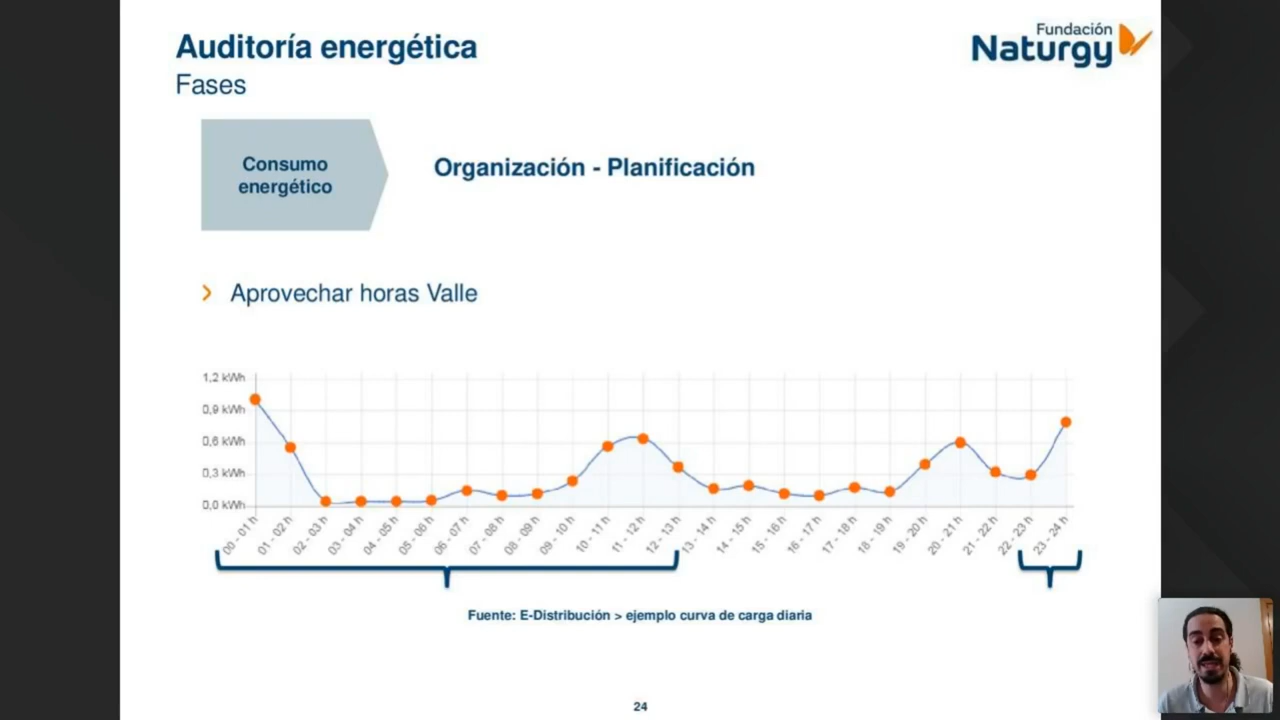 Auditoría energética
Fases
Fundación
Naturgy
Consumo
energético
Organización - Planificación
Aprovechar horas Valle
1,2 kWh
0,9 kWh
0,6 kWh
0,3 kWh
0,0 kWh
00 - 01 h
01 - 02 h
02 - 03 h
03 - 04 h
04 - 05 h
05 - 06 h
06 - 07 h
07 - 08 h
08 - 09 h
09 - 10 h
10 - 11 h
11 - 12 h
12 - 13 h
13 - 14 h
14 - 15 h
15 - 16 h
16 - 17 h
17 - 18 h
18 - 19 h
19 - 20 h
20 - 21 h
21 - 22 h
22 - 23 h
23 - 24 h
Fuente: E-Distribución > ejemplo curva de carga diaria
24